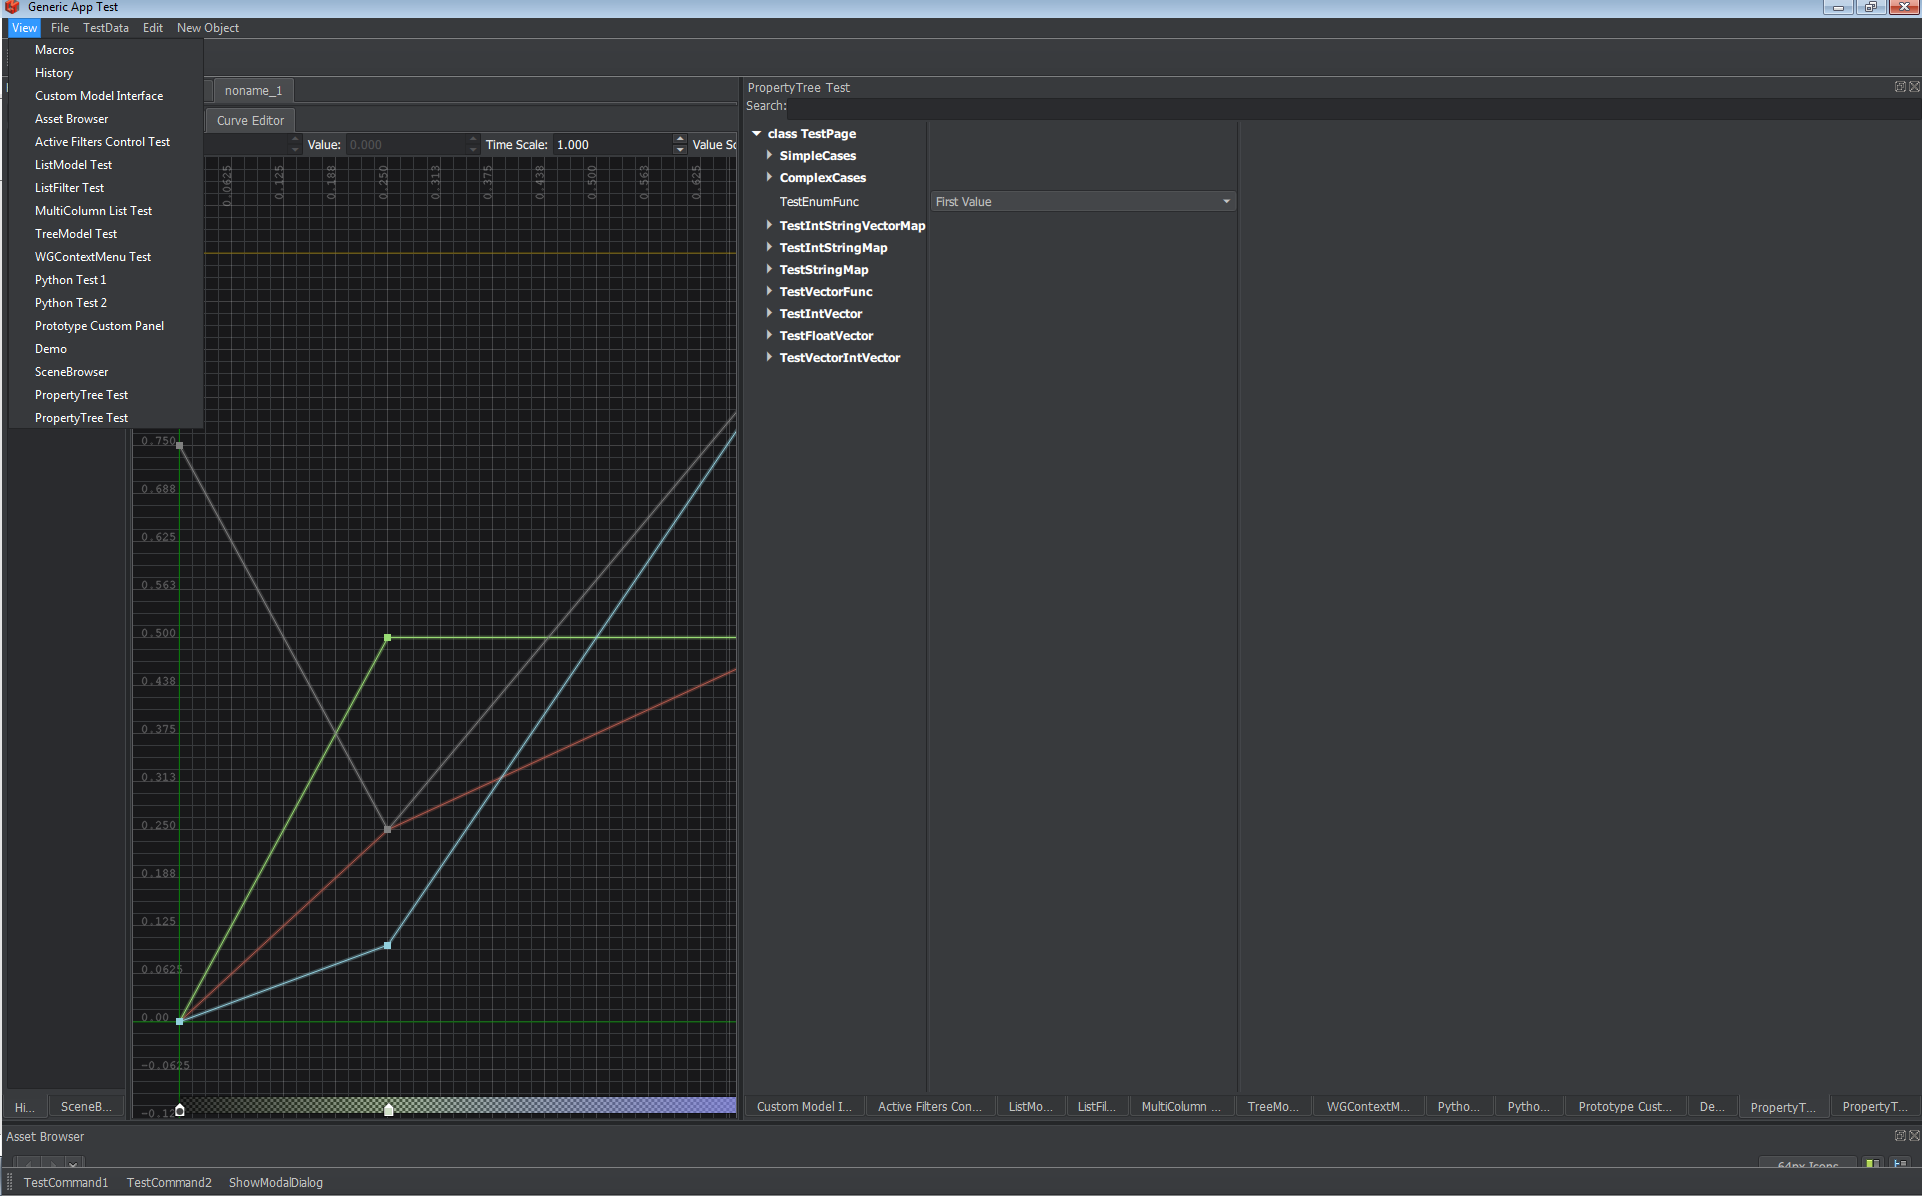 Generic App Test
View File TestData Edit New Object
Macros
History
Custom Model Interface
Asset Browser
Active Filters Control Test
ListModel Test
ListFilter Test
MultiColumn List Test
TreeModel Test
WGContextMenu Test
Python Test 1
Python Test 2
Prototype Custom Panel
Demo
SceneBrowser
PropertyTree Test
PropertyTree Test
noname_1
Curve Editor
Value: 0.000 Time Scale: 1.000 Value Sc
0.0625 0.125 0.188 0.250 0.313 0.375 0.438 0.500 0.563 0.625
0.750
0.688
0.625
0.563
0.500
0.438
0.375
0.313
0.250
0.188
0.125
0.0625
0.00
-0.0625
-0.12
Hi... SceneB...
PropertyTree Test
Search:
class TestPage
SimpleCases
ComplexCases
TestEnumFunc First Value
TestIntStringVectorMap
TestIntStringMap
TestStringMap
TestVectorFunc
TestIntVector
TestFloatVector
TestVectorIntVector
Custom Model I... Active Filters Con... ListMo... ListFil... MultiColumn ... TreeMo... WGContextM... Pytho... Pytho... Prototype Cust... De... PropertyT... PropertyT...
Asset Browser
64px Icons
TestCommand1 TestCommand2 ShowModalDialog